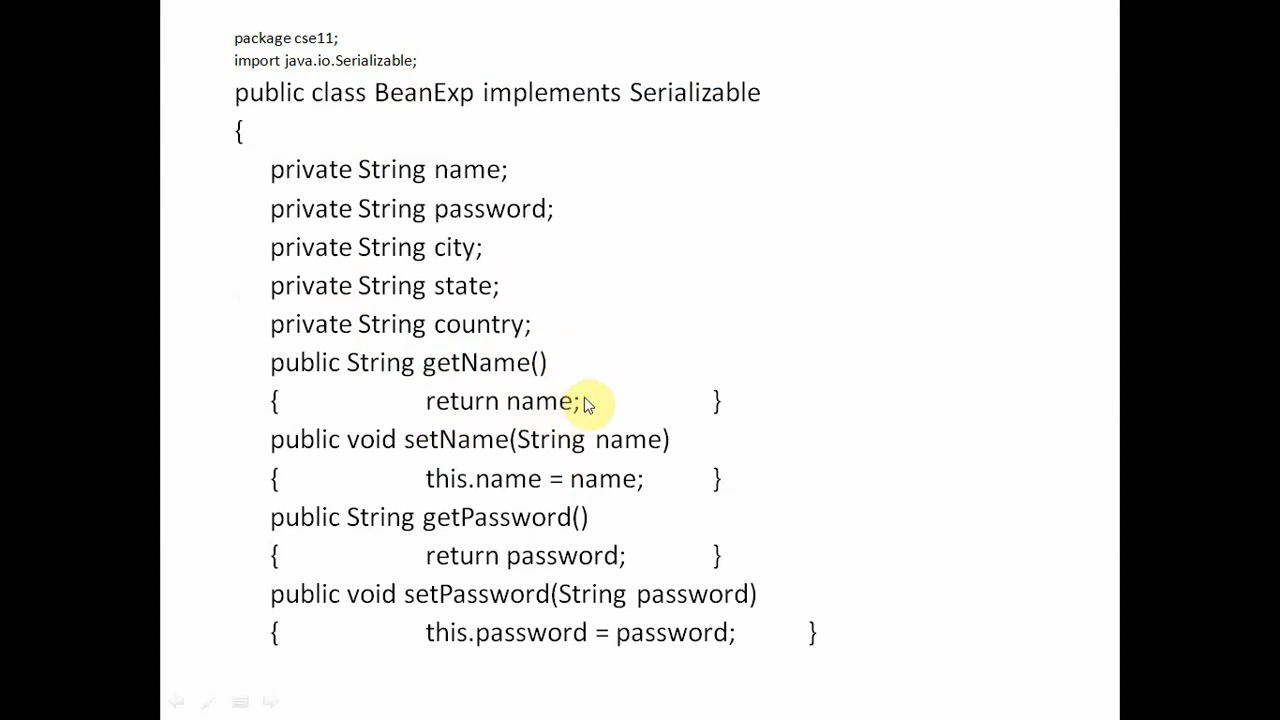 package cse11;
import java.io.Serializable;
public class BeanExp implements Serializable
{
private String name;
private String password;
private String city;
private String state;
private String country;
public String getName()
{ return name; }
public void setName(String name)
{ this.name = name; }
public String getPassword()
{ return password; }
public void setPassword(String password)
{ this.password = password; }